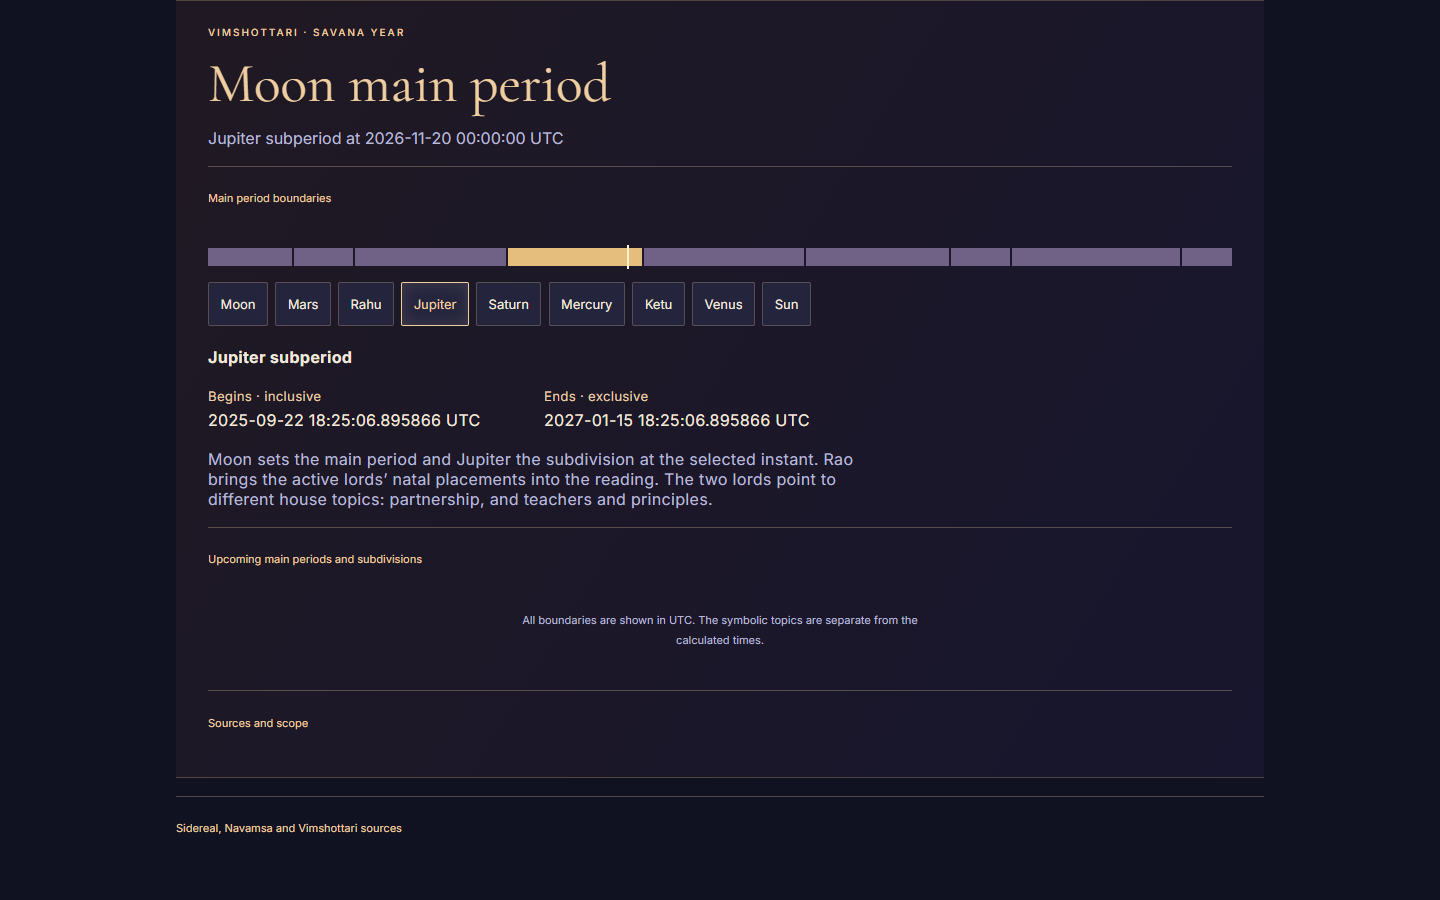 VIMSHOTTARI · SAVANA YEAR
Moon main period
Jupiter subperiod at 2026-11-20 00:00:00 UTC
Main period boundaries
Moon
Mars
Rahu
Jupiter
Saturn
Mercury
Ketu
Venus
Sun
Jupiter subperiod
Begins · inclusive
2025-09-22 18:25:06.895866 UTC
Ends · exclusive
2027-01-15 18:25:06.895866 UTC
Moon sets the main period and Jupiter the subdivision at the selected instant. Rao
brings the active lords’ natal placements into the reading. The two lords point to
different house topics: partnership, and teachers and principles.
Upcoming main periods and subdivisions
All boundaries are shown in UTC. The symbolic topics are separate from the
calculated times.
Sources and scope
Sidereal, Navamsa and Vimshottari sources